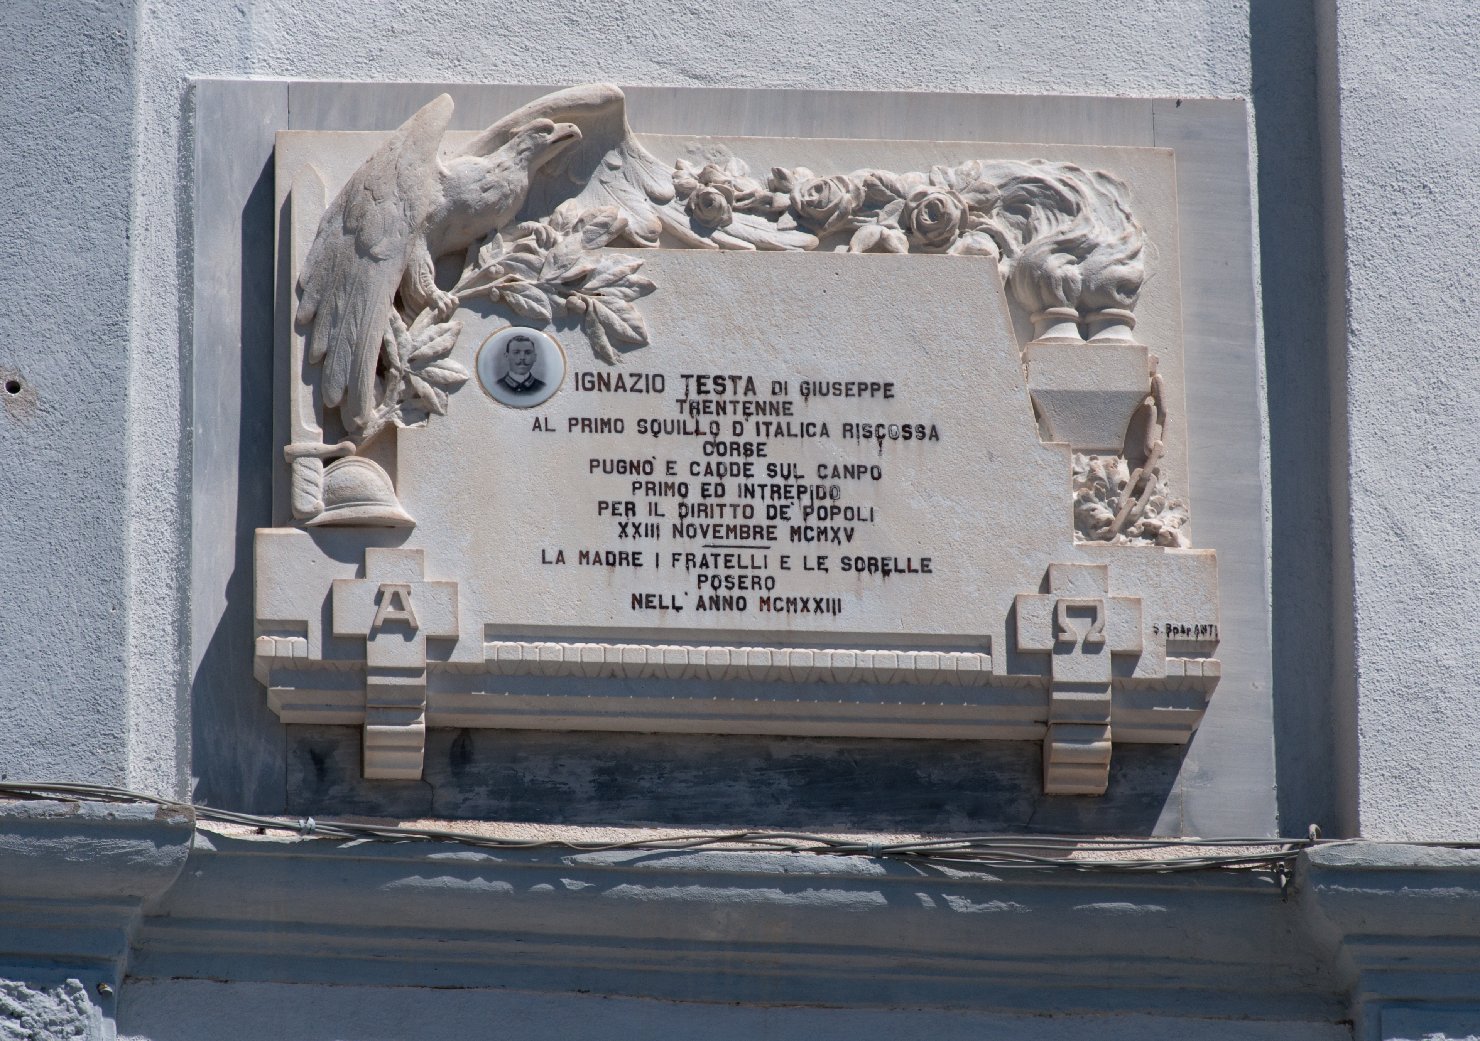 IGNAZIO TESTA DI GIUSEPPE
TRENTENNE
AL PRIMO SQUILLO D'ITALICA RISCOSSA
CORSE
PUGNO' E CADDE SUL CANPO
PRIMO ED INTREPIDO
PER IL DIRITTO DE' POPOLI
XXIII NOVEMBRE MCMXV
LA MADRE I FRATELLI E LE SORELLE
POSERO
NELL'ANNO MCMXXIII
A
Ω